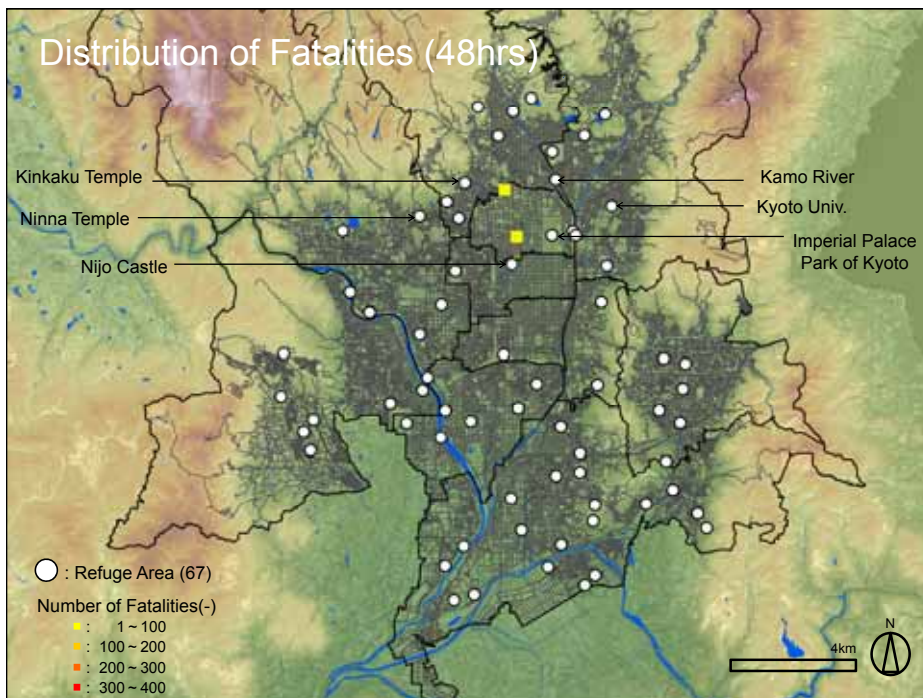 Distribution of Fatalities (48hrs)
Kinkaku Temple
Kamo River
Ninna Temple
Kyoto Univ.
Imperial Palace
Park of Kyoto
Nijo Castle
: Refuge Area (67)
Number of Fatalities(-)
: 1 ~ 100
: 100 ~ 200
: 200 ~ 300
: 300 ~ 400
4km
N